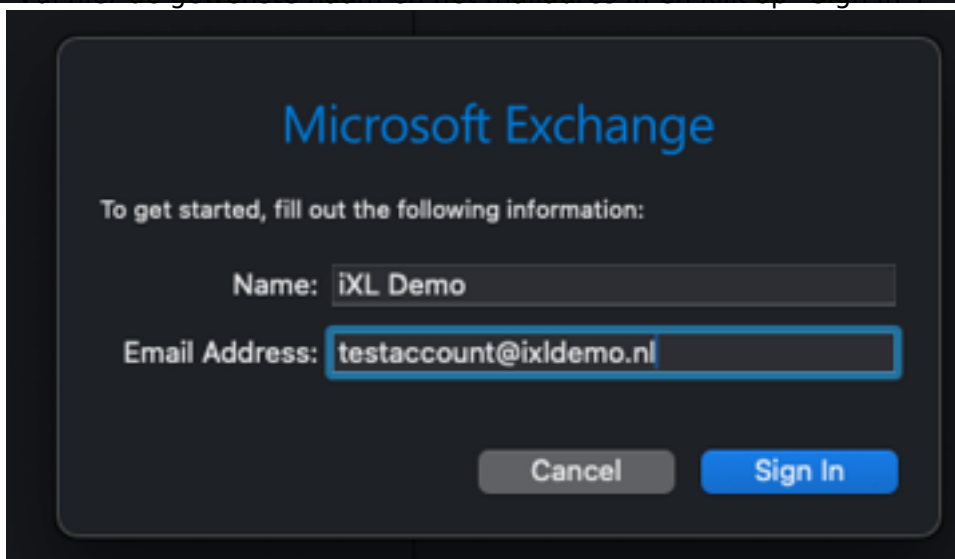 Microsoft Exchange
To get started, fill out the following information:
Name: iXL Demo
Email Address: testaccount@ixldemo.nl
Cancel Sign In